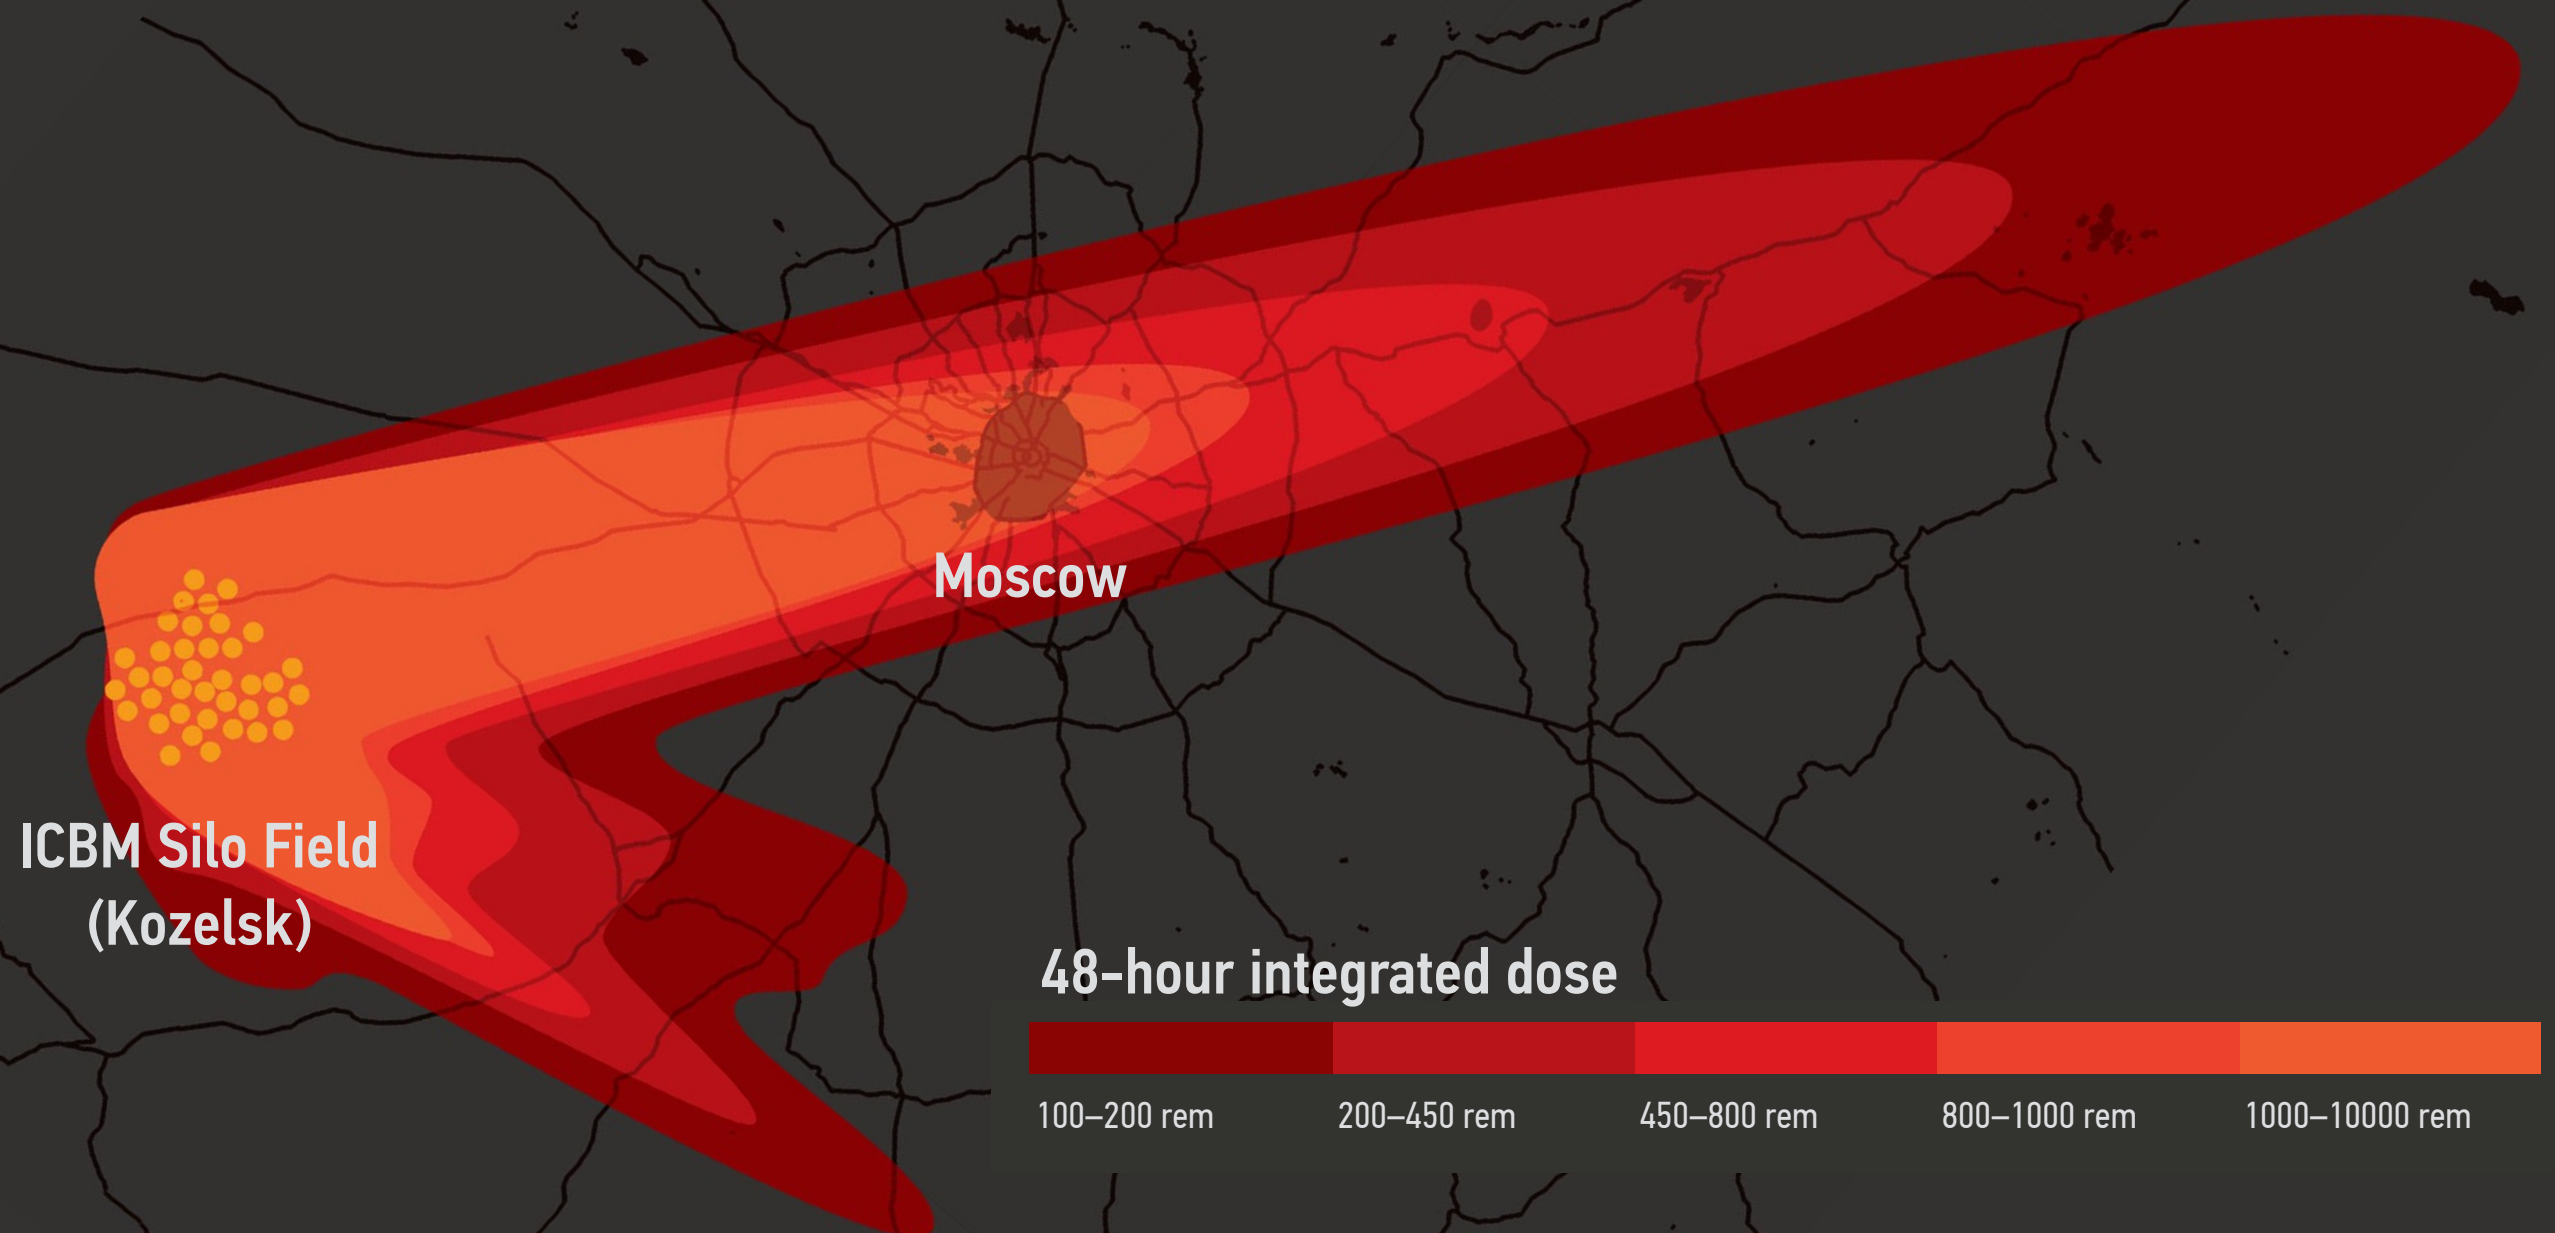 Moscow
ICBM Silo Field
(Kozelsk)
48-hour integrated dose
100–200 rem
200–450 rem
450–800 rem
800–1000 rem
1000–10000 rem